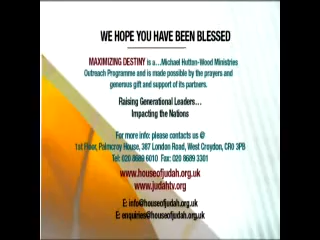 WE HOPE YOU HAVE BEEN BLESSED
MAXIMIZING DESTINY is a...Michael Hutton-Wood Ministries
Outreach Programme and is made possible by the prayers and
generous gift and support of its partners.
Raising Generational Leaders...
Impacting the Nations
For more info: please contacts us @
1st Floor, Palmcroy House, 387 London Road, West Croydon, CR0 3PB
Tel: 020 8689 6010 Fax: 020 8689 3301
www.houseofjudah.org.uk
www.judahtv.org
E: info@houseofjudah.org.uk
E: enquiries@houseofjudah.org.uk